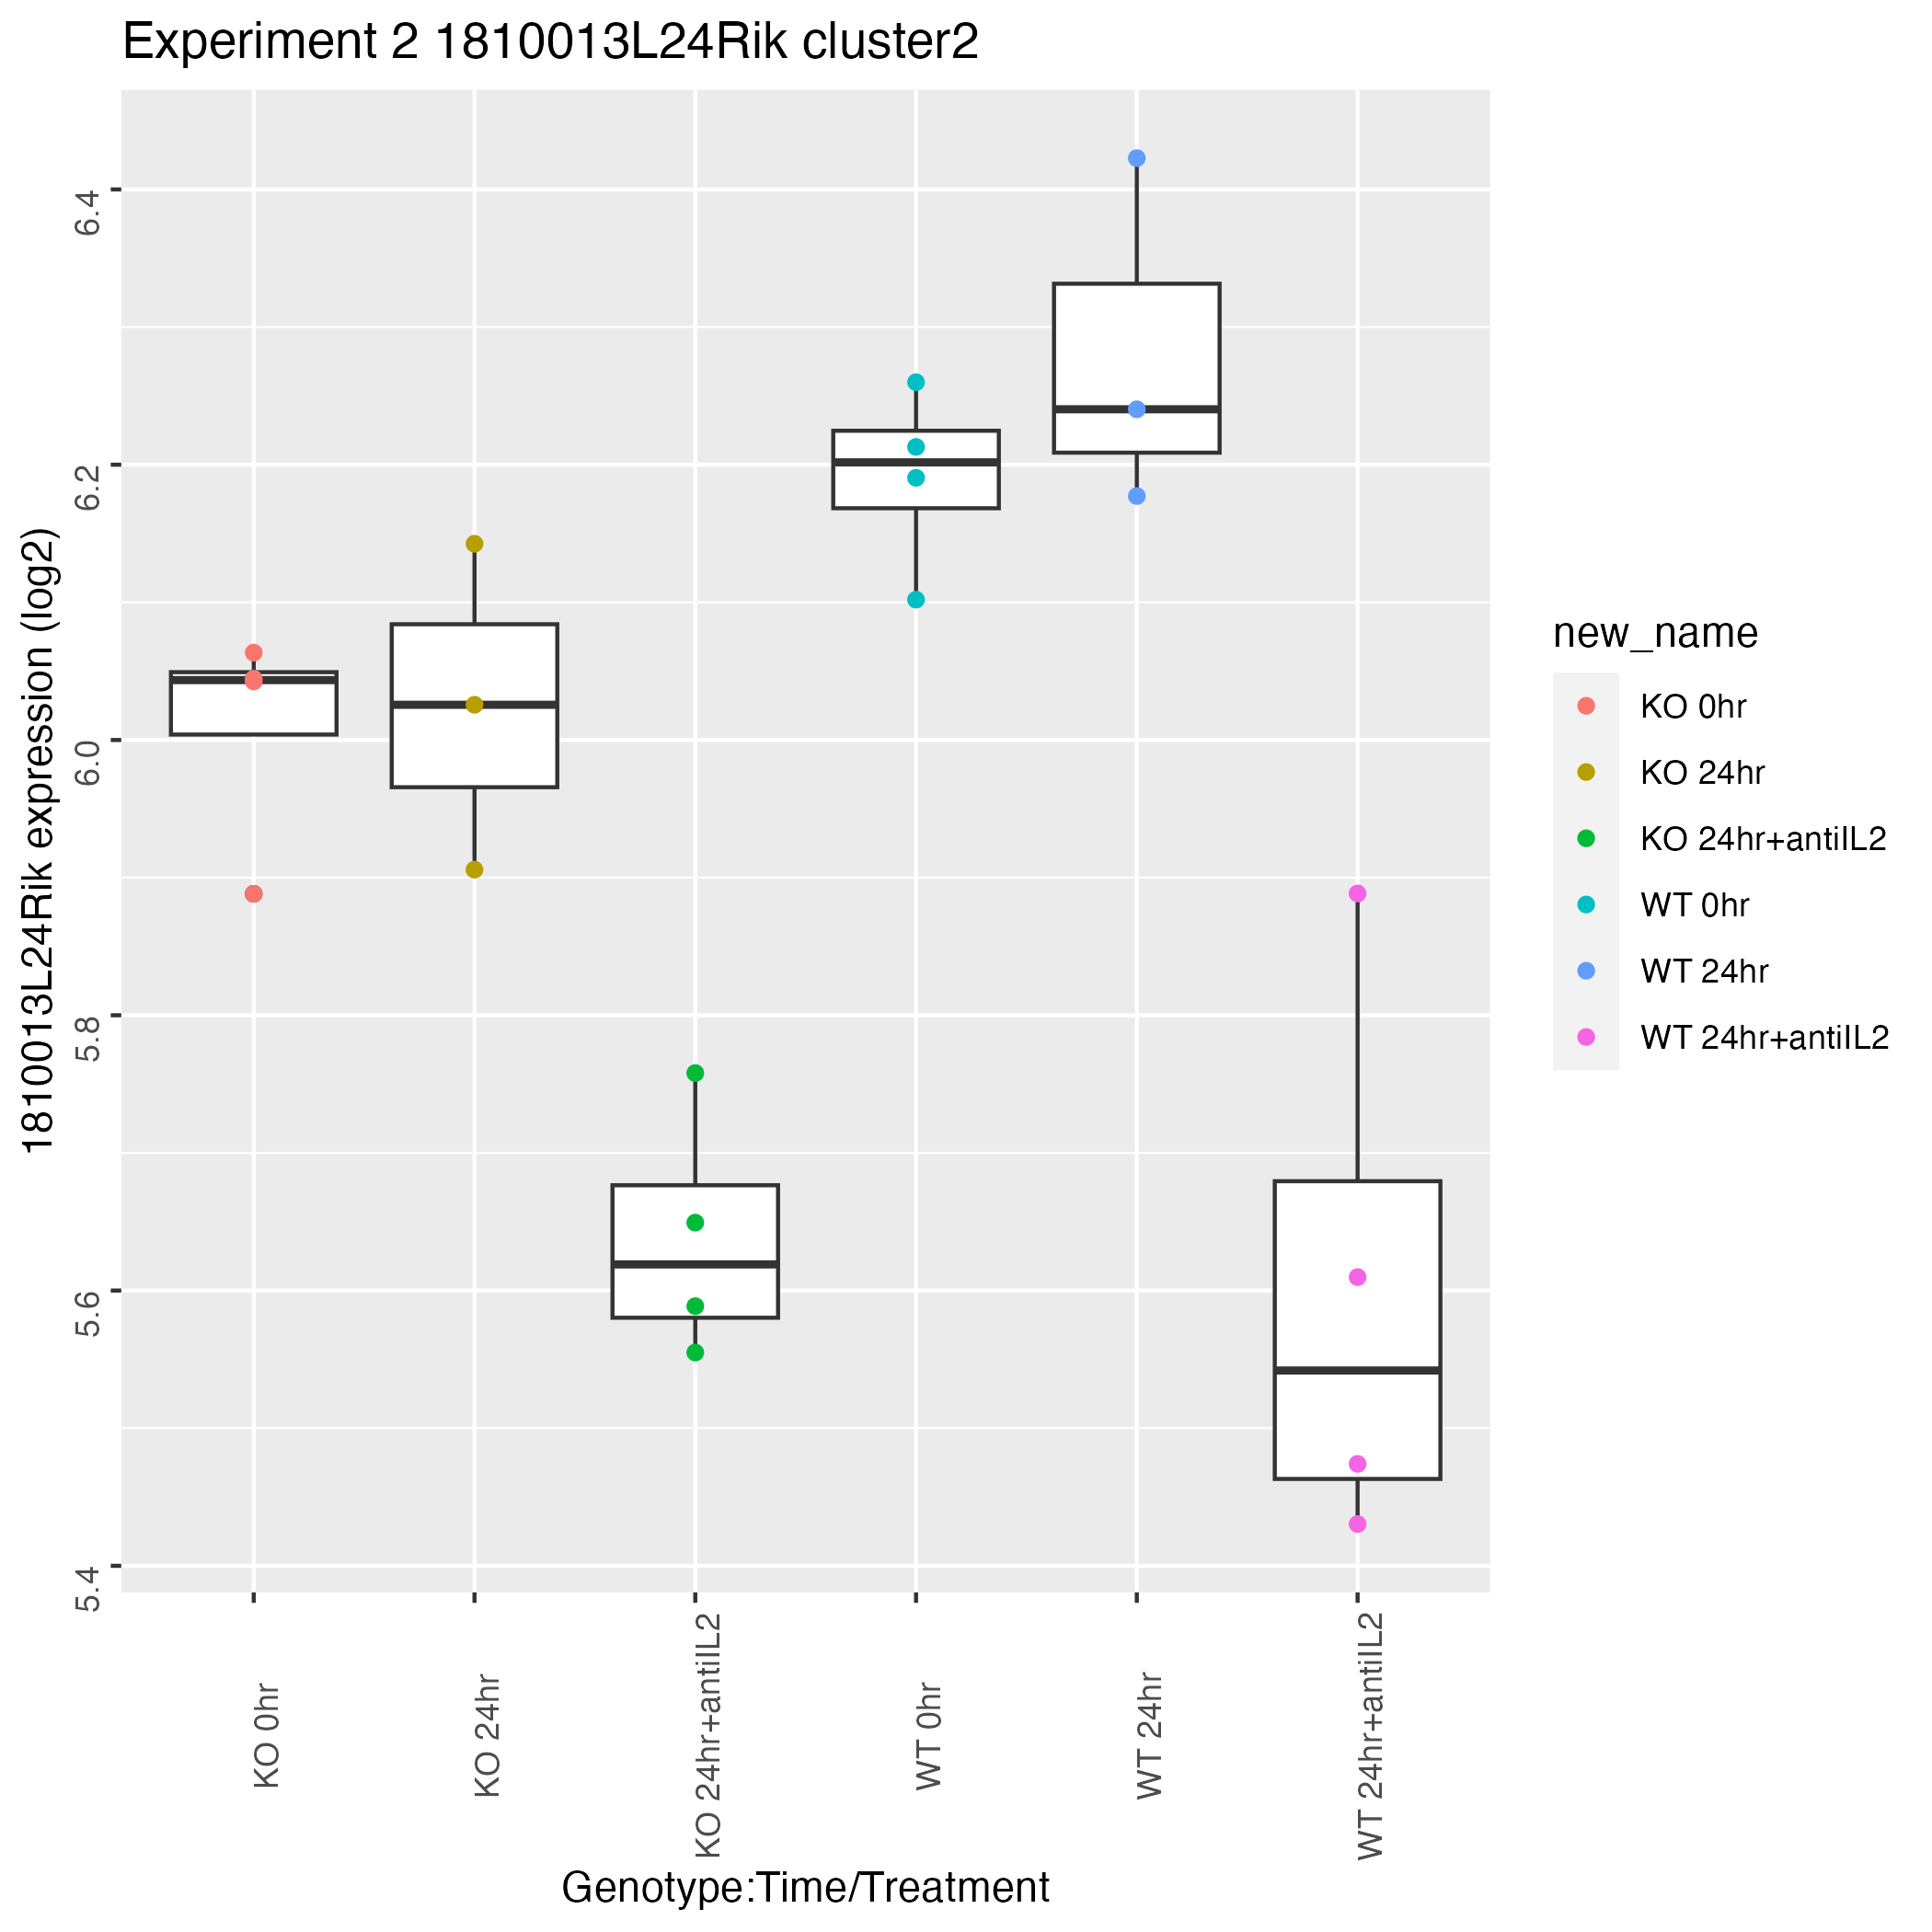 Experiment 2 1810013L24Rik cluster2
1810013L24Rik expression (log2)
6.4
6.2
6.0
5.8
5.6
5.4
KO 0hr
KO 24hr
KO 24hr+antiIL2
WT 0hr
WT 24hr
WT 24hr+antiIL2
Genotype:Time/Treatment
new_name
KO 0hr
KO 24hr
KO 24hr+antiIL2
WT 0hr
WT 24hr
WT 24hr+antiIL2